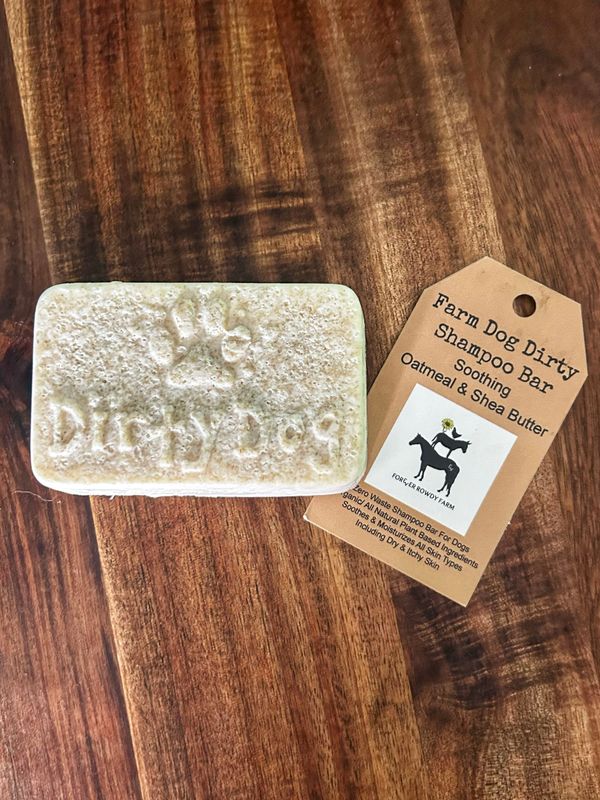 Dirty Dog
Farm Dog Dirty
Shampoo Bar
Soothing
Oatmeal & Shea Butter
FOREVER ROWDY FARM
Zero Waste Shampoo Bar For Dogs
Organic/ All Natural Plant Based Ingredients
Soothes & Moisturizes All Skin Types
Including Dry & Itchy Skin